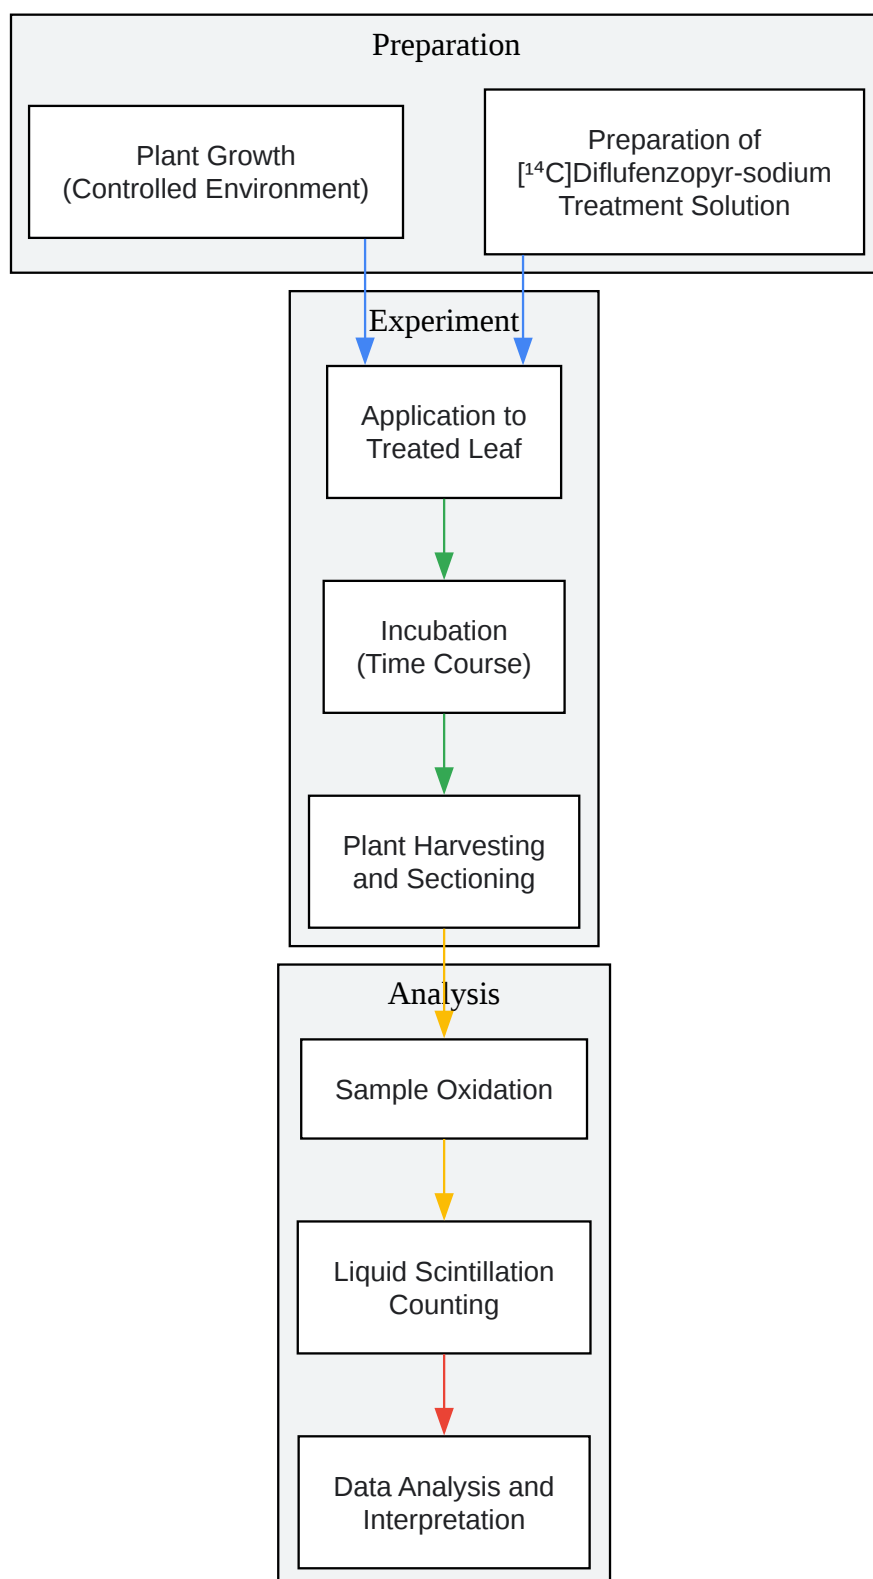 Preparation
Plant Growth
(Controlled Environment)
Preparation of
[¹⁴C]Diflufenzopyr-sodium
Treatment Solution
Experiment
Application to
Treated Leaf
Incubation
(Time Course)
Plant Harvesting
and Sectioning
Analysis
Sample Oxidation
Liquid Scintillation
Counting
Data Analysis and
Interpretation